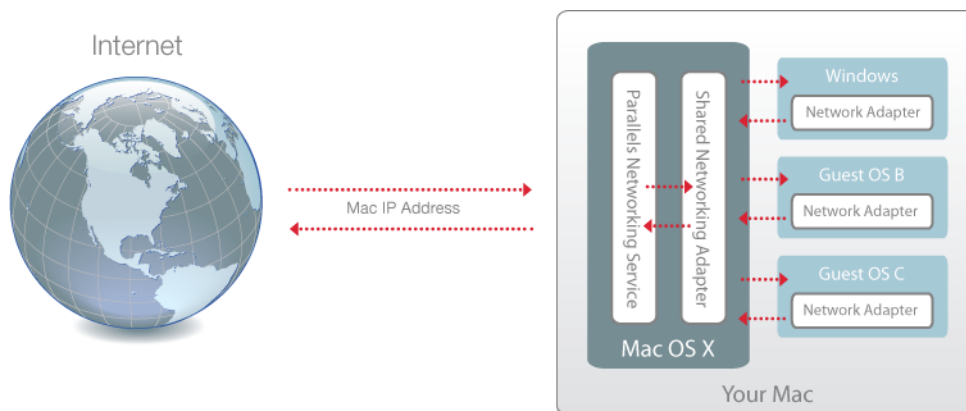 Internet
Mac IP Address
Parallels Networking Service
Shared Networking Adapter
Mac OS X
Windows
Network Adapter
Guest OS B
Network Adapter
Guest OS C
Network Adapter
Your Mac